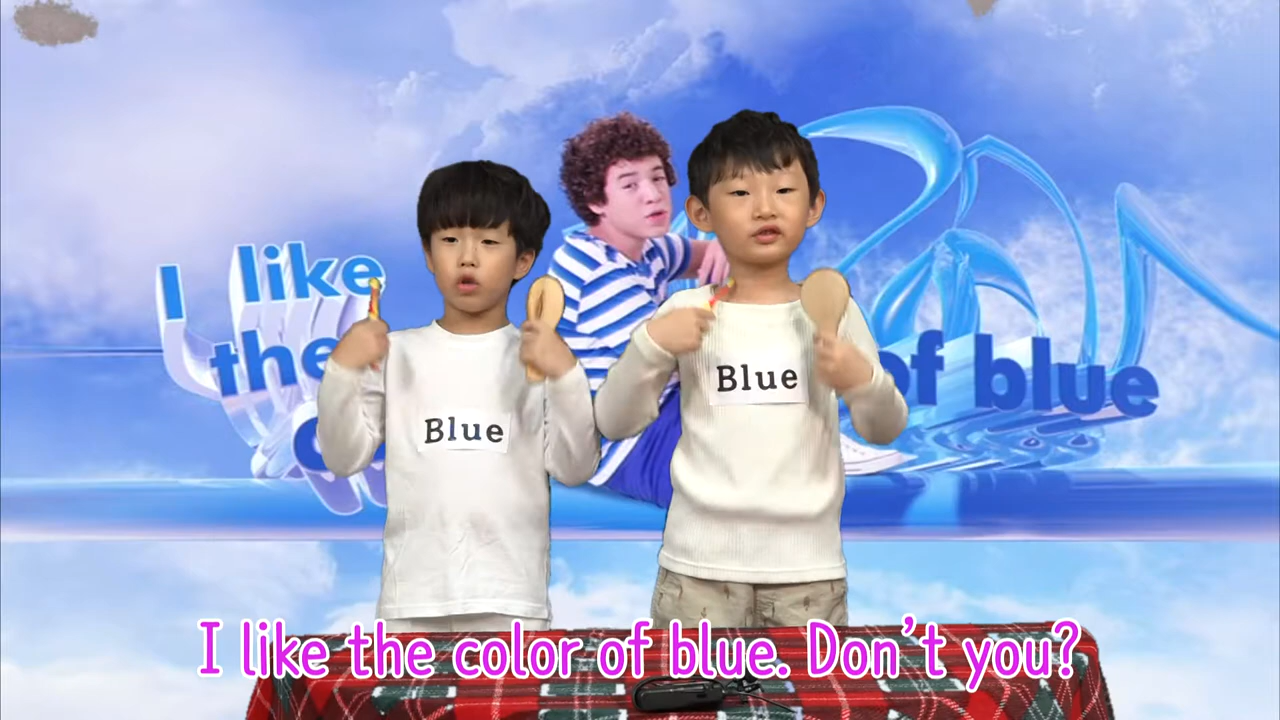 I like
the
of blue
Blue
Blue
I like the color of blue. Don't you?